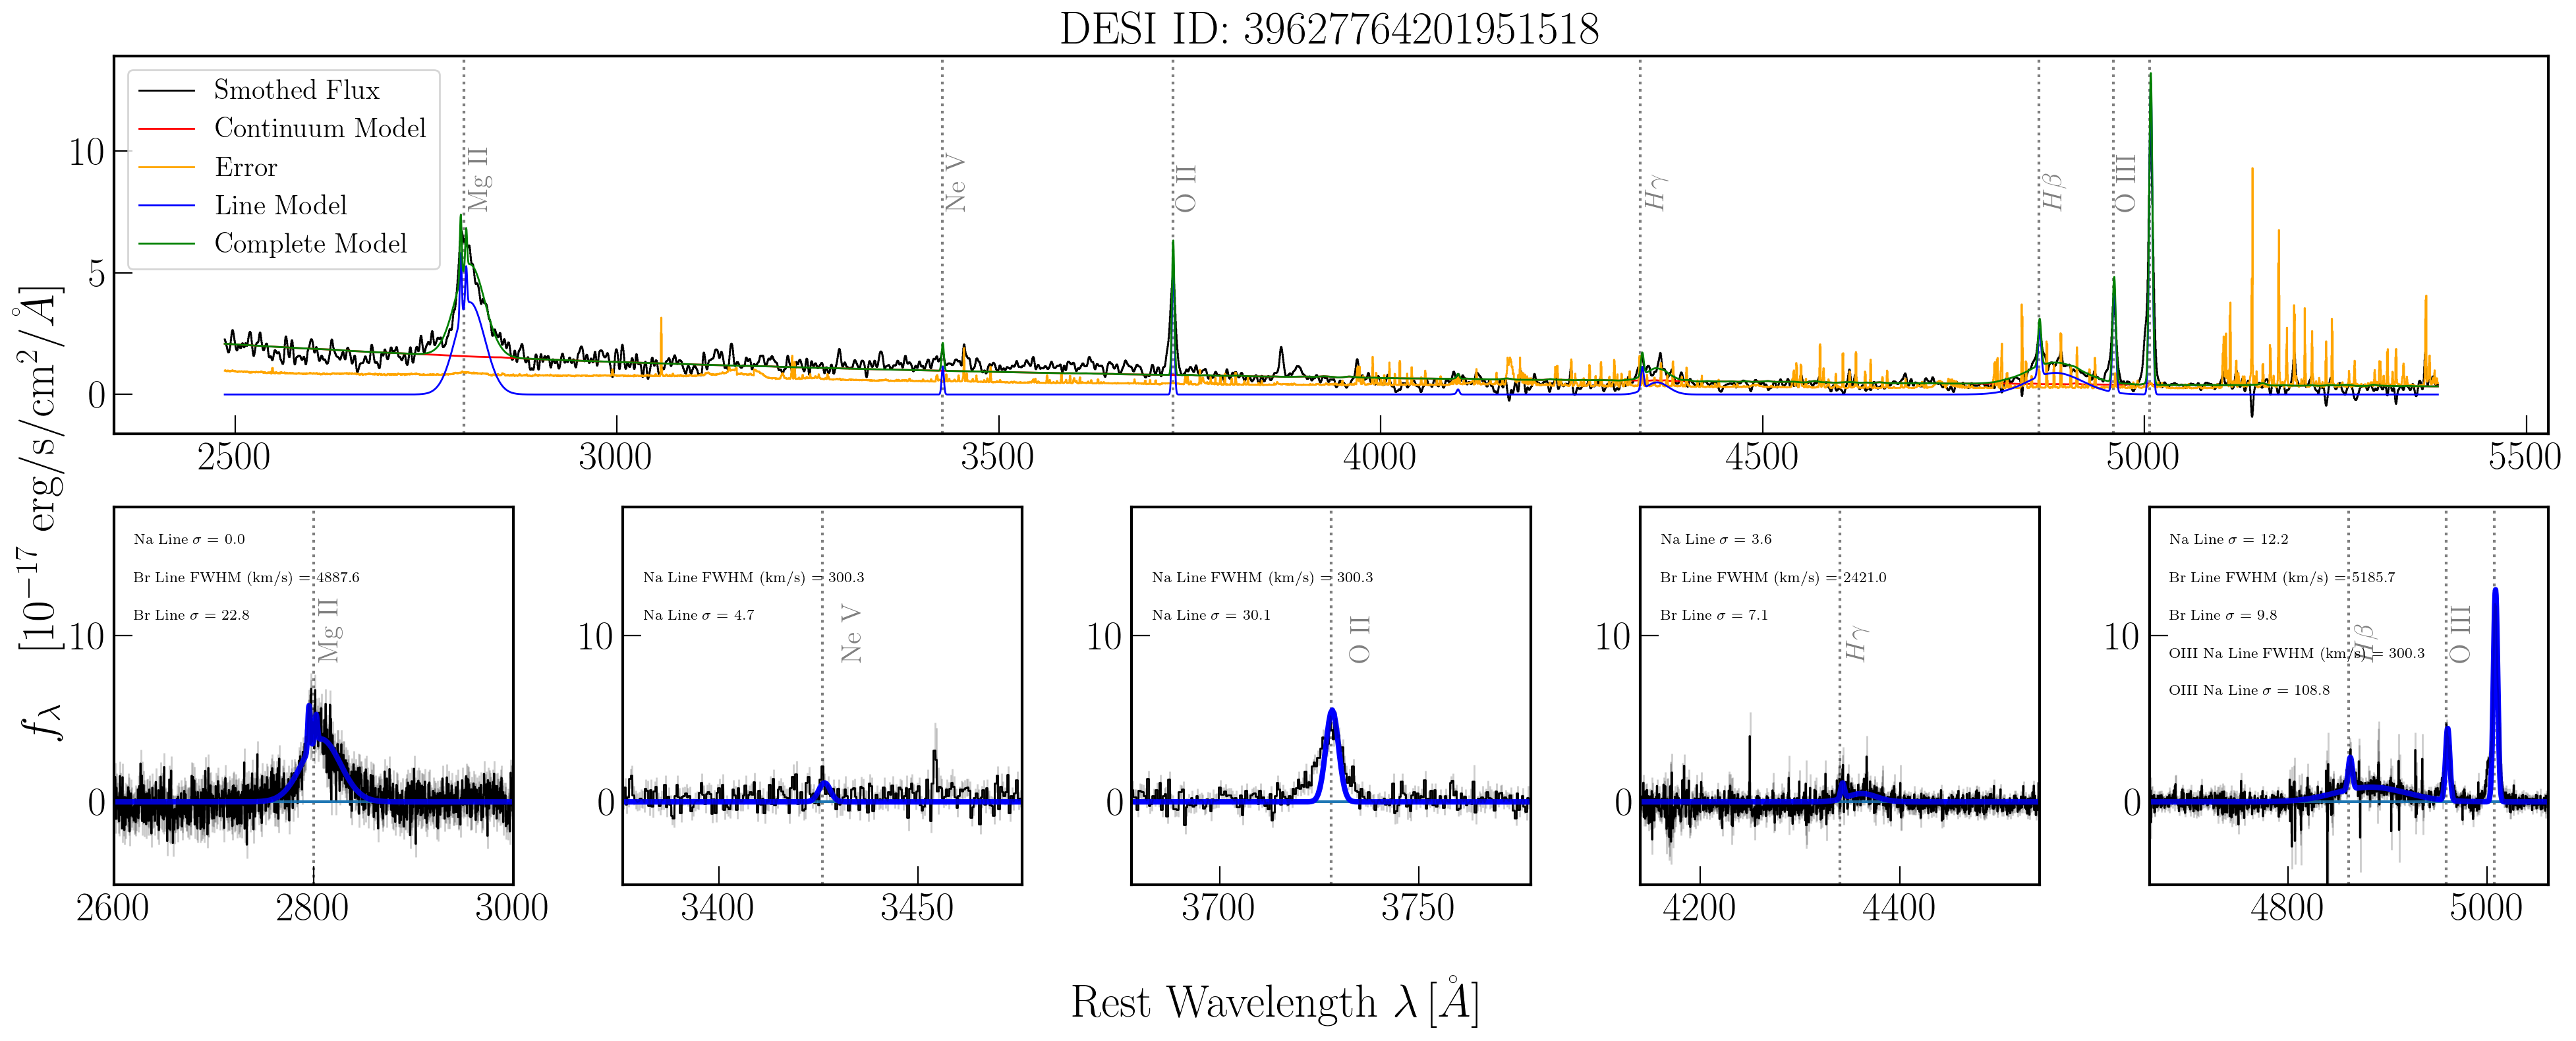 DESI ID: 39627764201951518
Smothed Flux
Continuum Model
Error
Line Model
Complete Model
Mg II
Ne V
O II
Hγ
Hβ
O III
10
5
0
2500 3000 3500 4000 4500 5000 5500
f_λ [10⁻¹⁷ erg/s/cm²/Å]
Na Line σ = 0.0
Br Line FWHM (km/s) = 4887.6
Br Line σ = 22.8
Mg II
10
0
2600 2800 3000
Na Line FWHM (km/s) = 300.3
Na Line σ = 4.7
Ne V
10
0
3400 3450
Na Line FWHM (km/s) = 300.3
Na Line σ = 30.1
O II
10
0
3700 3750
Na Line σ = 3.6
Br Line FWHM (km/s) = 2421.0
Br Line σ = 7.1
Hγ
10
0
4200 4400
Na Line σ = 12.2
Br Line FWHM (km/s) = 5185.7
Br Line σ = 9.8
OIII Na Line FWHM (km/s) = 300.3
OIII Na Line σ = 108.8
Hβ
O III
10
0
4800 5000
Rest Wavelength λ [Å]